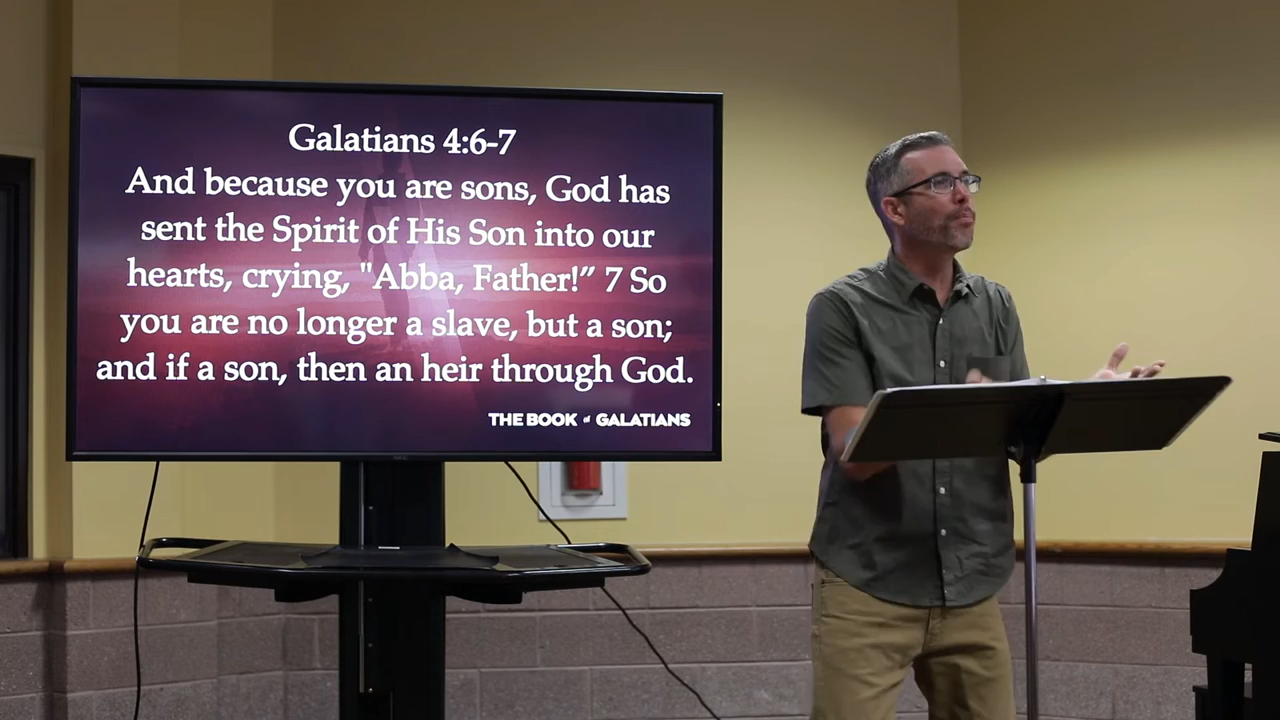 Galatians 4:6-7
And because you are sons, God has
sent the Spirit of His Son into our
hearts, crying, "Abba, Father!” 7 So
you are no longer a slave, but a son;
and if a son, then an heir through God.
THE BOOK of GALATIANS